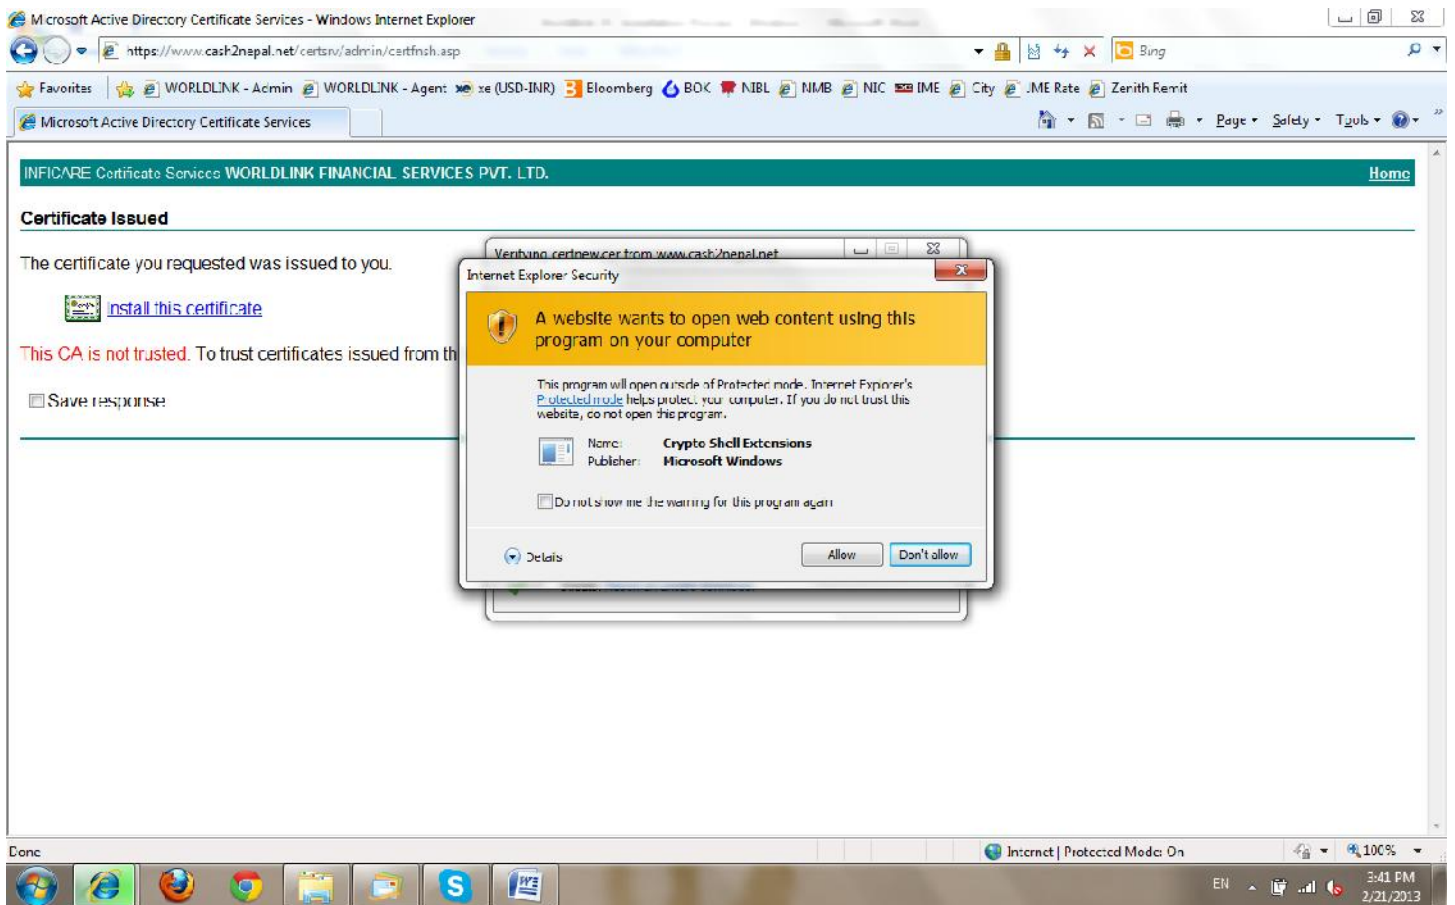 Microsoft Active Directory Certificate Services - Windows Internet Explorer
https://www.cash2nepal.net/certsrv/admin/certfnsh.asp
Bing
Favorites WORLDLINK - Admin WORLDLINK - Agent xe (USD-INR) Bloomberg BOK NIBL NMB NIC IME City JME Rate Zenith Remit
Microsoft Active Directory Certificate Services
Page Safety Tools
INFICARE Certificate Services WORLDLINK FINANCIAL SERVICES PVT. LTD.
Home
Certificate Issued
The certificate you requested was issued to you.
Install this certificate
This CA is not trusted. To trust certificates issued from th
Save response
Verifying certnew.cer from www.cash2nepal.net
Internet Explorer Security
A website wants to open web content using this
program on your computer
This program will open outside of Protected mode. Internet Explorer's
Protected mode helps protect your computer. If you do not trust this
website, do not open this program.
Name: Crypto Shell Extensions
Publisher: Microsoft Windows
Do not show me the warning for this program again
Details
Allow
Don't allow
Done
Internet | Protected Mode: On
100%
EN
3:41 PM
2/21/2013